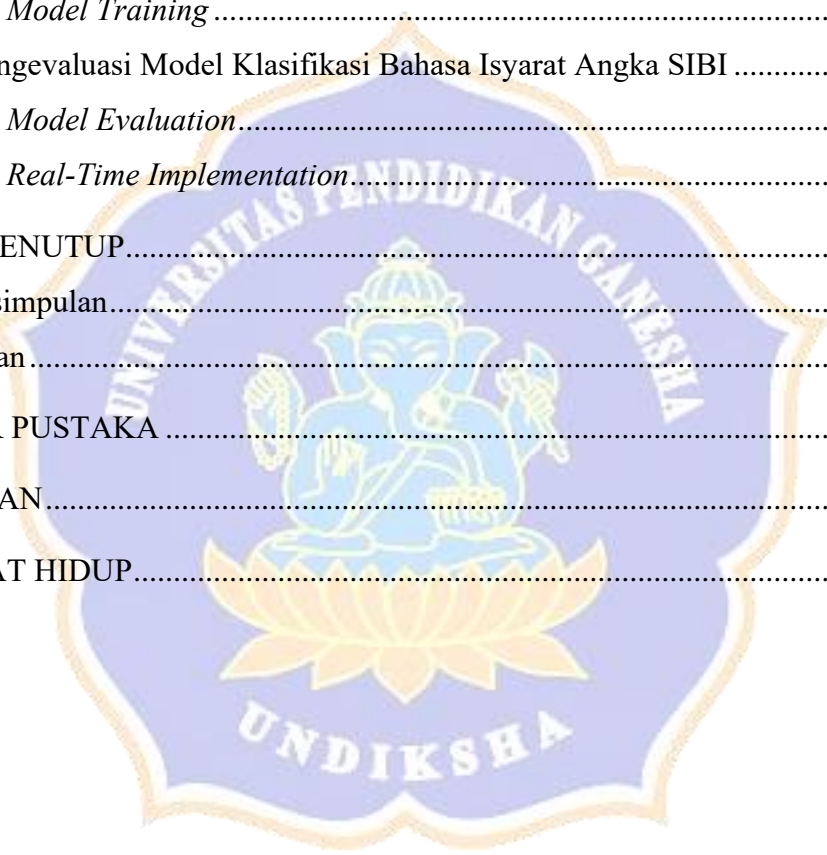 Model Training ..........
ngevaluasi Model Klasifikasi Bahasa Isyarat Angka SIBI ..........
Model Evaluation ..........
Real-Time Implementation ..........
ENUTUP ..........
simpulan ..........
an ..........
PUSTAKA ..........
AN ..........
AT HIDUP ..........
UNIVERSITAS PENDIDIKAN GANESHA
UNDIKSHA